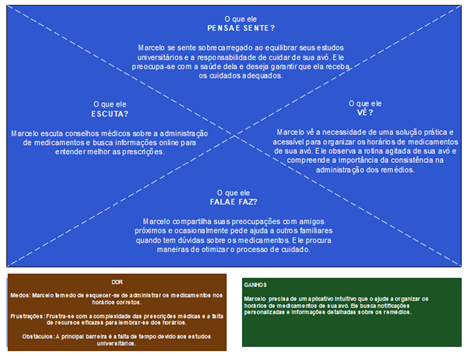 O que ele
PENSA E SENTE?
Marcelo se sente sobrecarregado ao equilibrar seus estudos
universitários e a responsabilidade de cuidar de sua avó. Ele
preocupa-se com a saúde dela e deseja garantir que ela receba
os cuidados adequados.
O que ele
ESCUTA?
Marcelo escuta conselhos médicos sobre a administração
de medicamentos e busca informações online para
entender melhor as prescrições.
O que ele
VÊ?
Marcelo vê a necessidade de uma solução prática e
acessível para organizar os horários de medicamentos
de sua avó. Ele observa a rotina agitada de sua avó e
compreende a importância da consistência na
administração dos remédios.
O que ele
FALA E FAZ?
Marcelo compartilha suas preocupações com amigos
próximos e ocasionalmente pede ajuda a outros familiares
quando tem dúvidas sobre os medicamentos. Ele procura
maneiras de otimizar o processo de cuidado.
DOR
Medos: Marcelo teme do de esquecer-se de administrar os medicamentos nos
horários corretos.
Frustrações: Frustra-se com a complexidade das prescrições médicas e a falta
de recursos eficazes para lembrar-se dos horários.
Obstáculos: A principal barreira é a falta de tempo devido aos estudos
universitários.
GANHOS
Marcelo precisa de um aplicativo intuitivo que o ajude a organizar os
horários de medicamentos de sua avó. Ele busca notificações
personalizadas e informações detalhadas sobre os remédio.